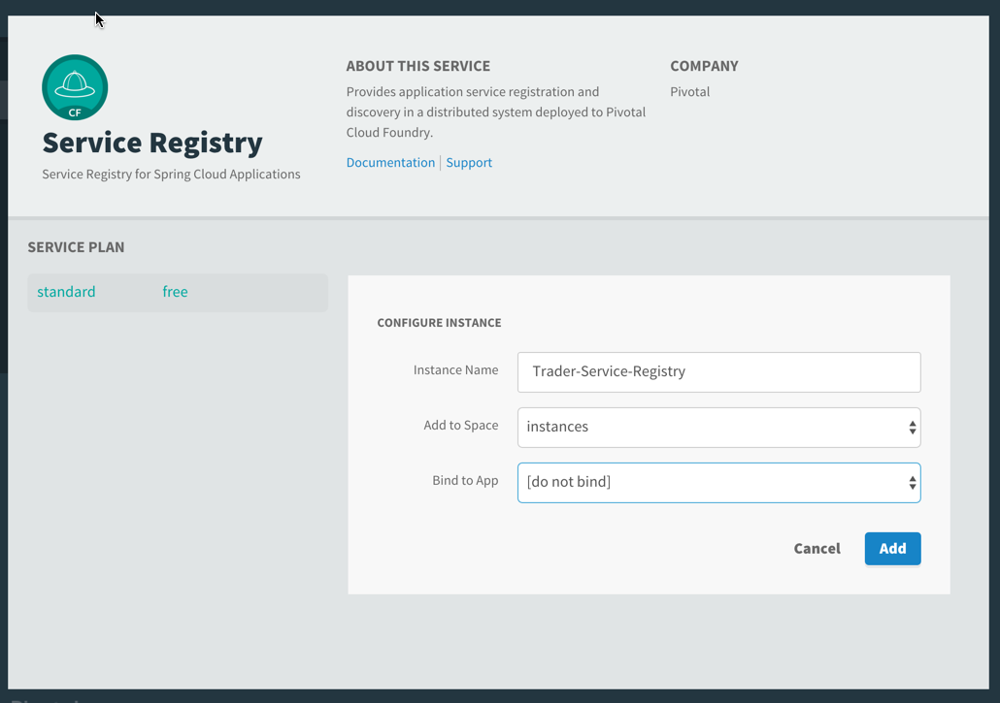 CF
Service Registry
Service Registry for Spring Cloud Applications
ABOUT THIS SERVICE
Provides application service registration and
discovery in a distributed system deployed to Pivotal
Cloud Foundry.
Documentation | Support
COMPANY
Pivotal
SERVICE PLAN
standard free
CONFIGURE INSTANCE
Instance Name Trader-Service-Registry
Add to Space instances
Bind to App [do not bind]
Cancel Add